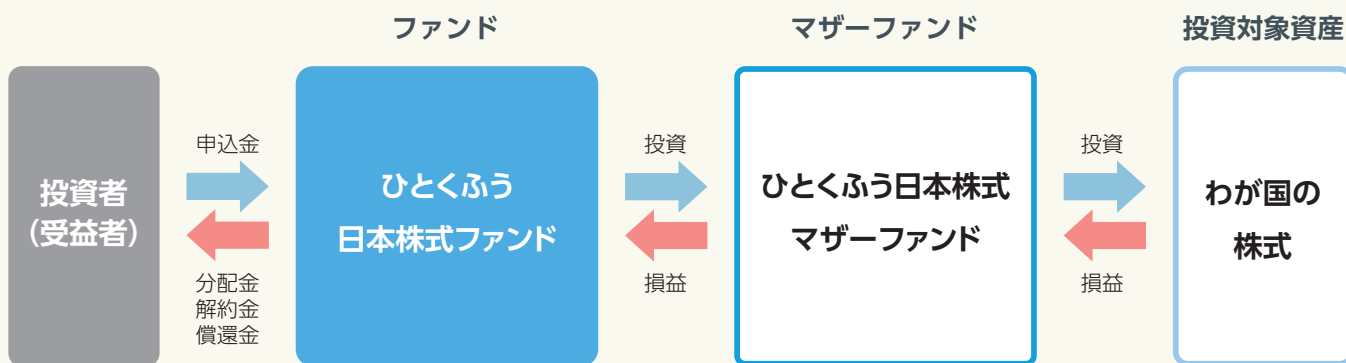 ファンド
マザーファンド
投資対象資産
投資者
（受益者）
申込金
分配金
解約金
償還金
ひとくふう
日本株式ファンド
投資
損益
ひとくふう日本株式
マザーファンド
投資
損益
わが国の
株式